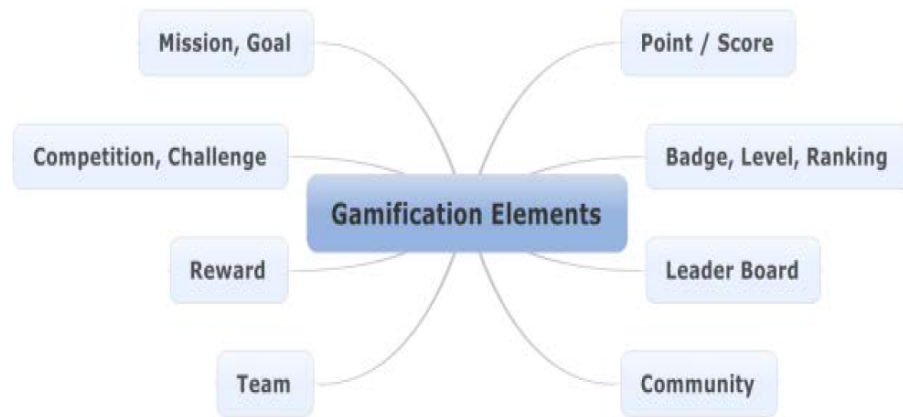 Mission, Goal
Point / Score
Competition, Challenge
Badge, Level, Ranking
Gamification Elements
Reward
Leader Board
Team
Community